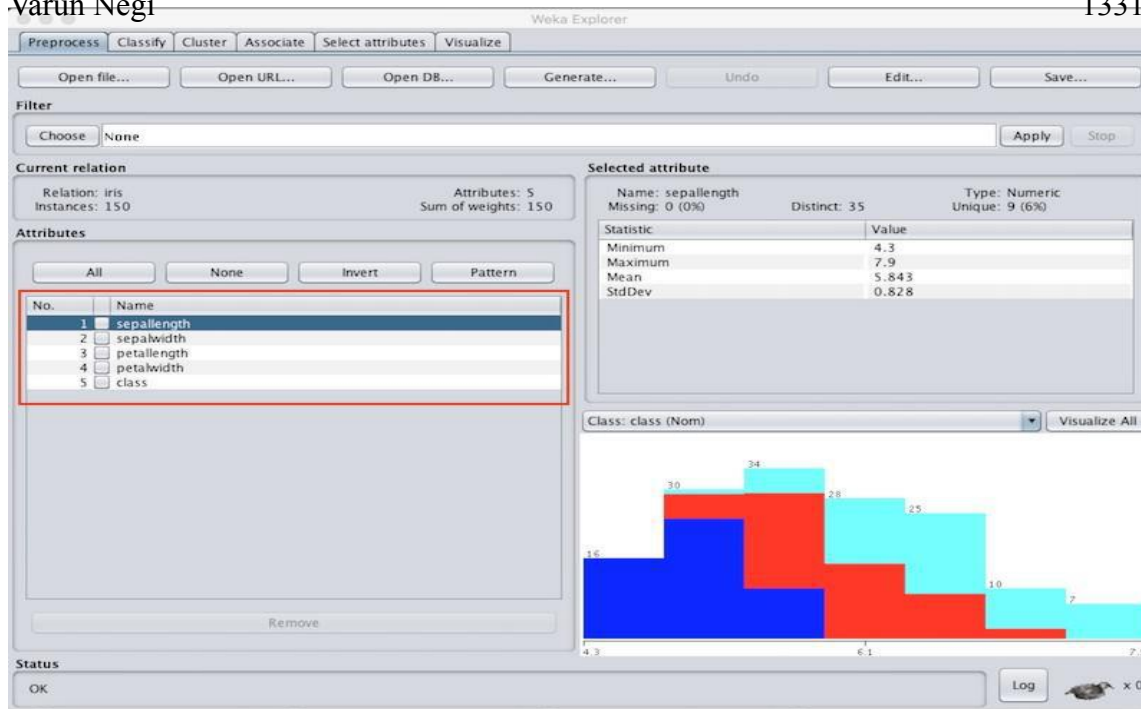 Varun Negi 1331
Weka Explorer
Preprocess Classify Cluster Associate Select attributes Visualize
Open file... Open URL... Open DB... Generate... Undo Edit... Save...
Filter
Choose None Apply Stop
Current relation
Relation: iris Attributes: 5
Instances: 150 Sum of weights: 150
Attributes
All None Invert Pattern
No. Name
1 sepallength
2 sepalwidth
3 petallength
4 petalwidth
5 class
Remove
Selected attribute
Name: sepallength Type: Numeric
Missing: 0 (0%) Distinct: 35 Unique: 9 (6%)
Statistic Value
Minimum 4.3
Maximum 7.9
Mean 5.843
StdDev 0.828
Class: class (Nom) Visualize All
16 30 34 28 25 10 7
4.3 6.1
Status
OK
Log x 0